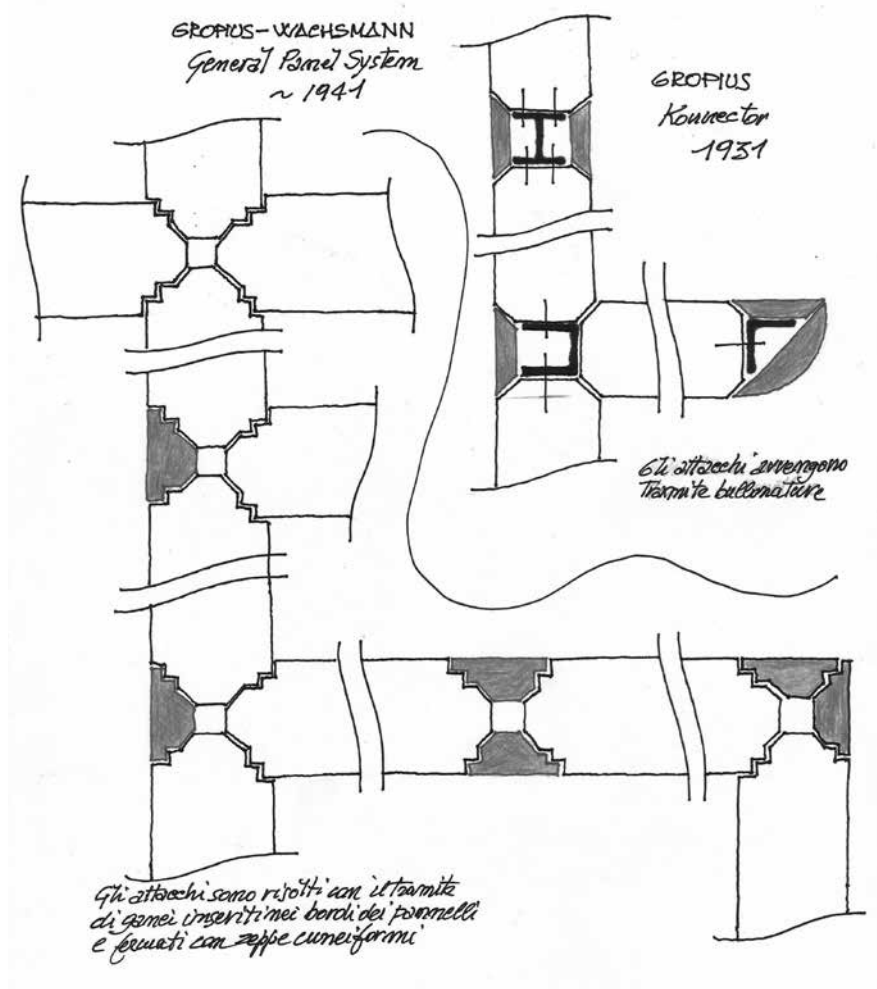 GROPIUS-WACHSMANN
General Panel System
~ 1941
GROPIUS
Konnector
1931
Gli attacchi avvengono
Tramite bullonature
Gli attacchi sono risolti con il tramite
di ganci inseriti nei bordi dei pannelli
e fermati con zeppe cuneiformi